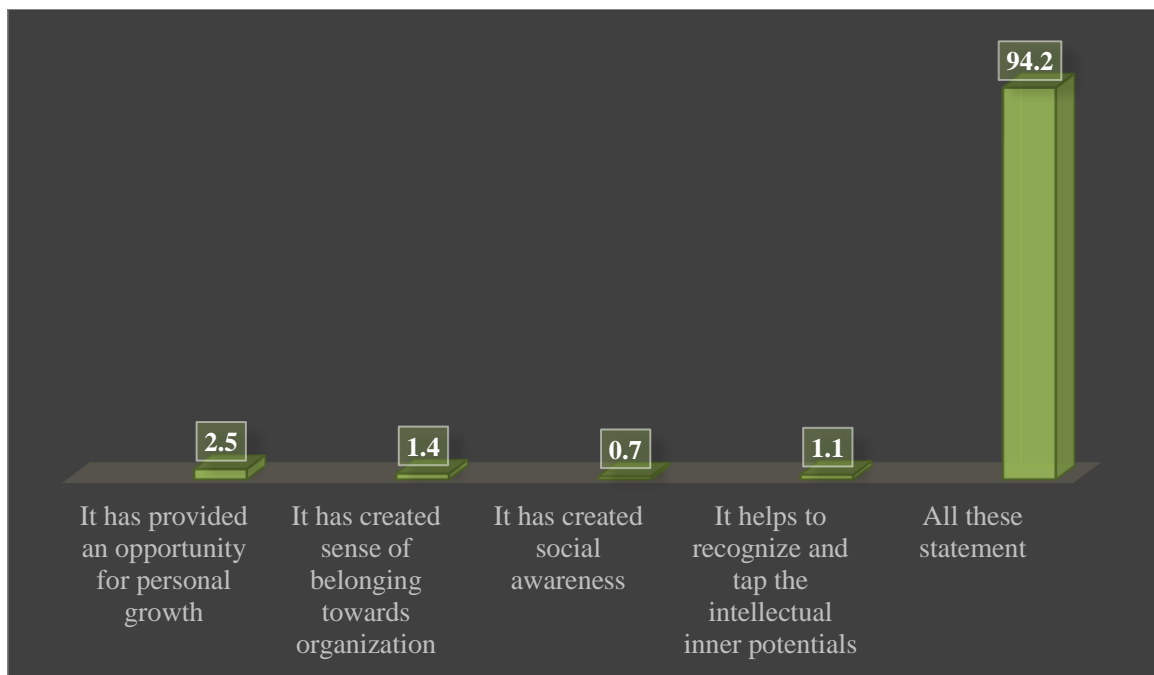 94.2
2.5
1.4
0.7
1.1
It has provided
an opportunity
for personal
growth
It has created
sense of
belonging
towards
organization
It has created
social
awareness
It helps to
recognize and
tap the
intellectual
inner potentials
All these
statement